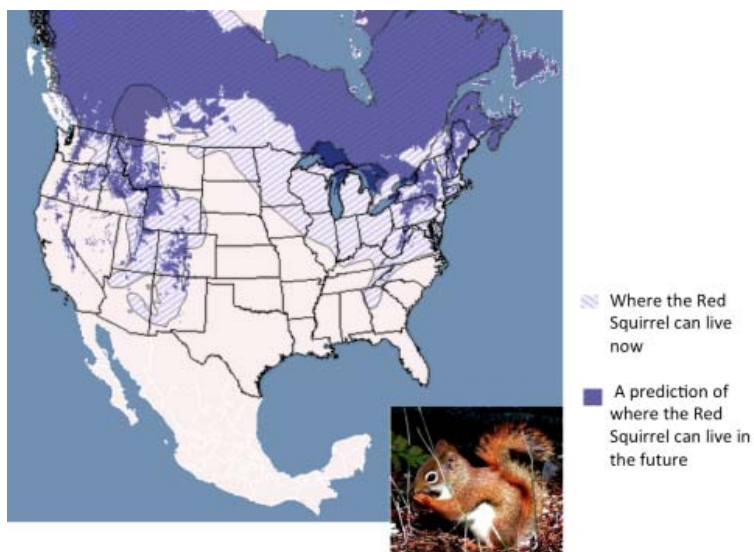 Where the Red
Squirrel can live
now
A prediction of
where the Red
Squirrel can live in
the future